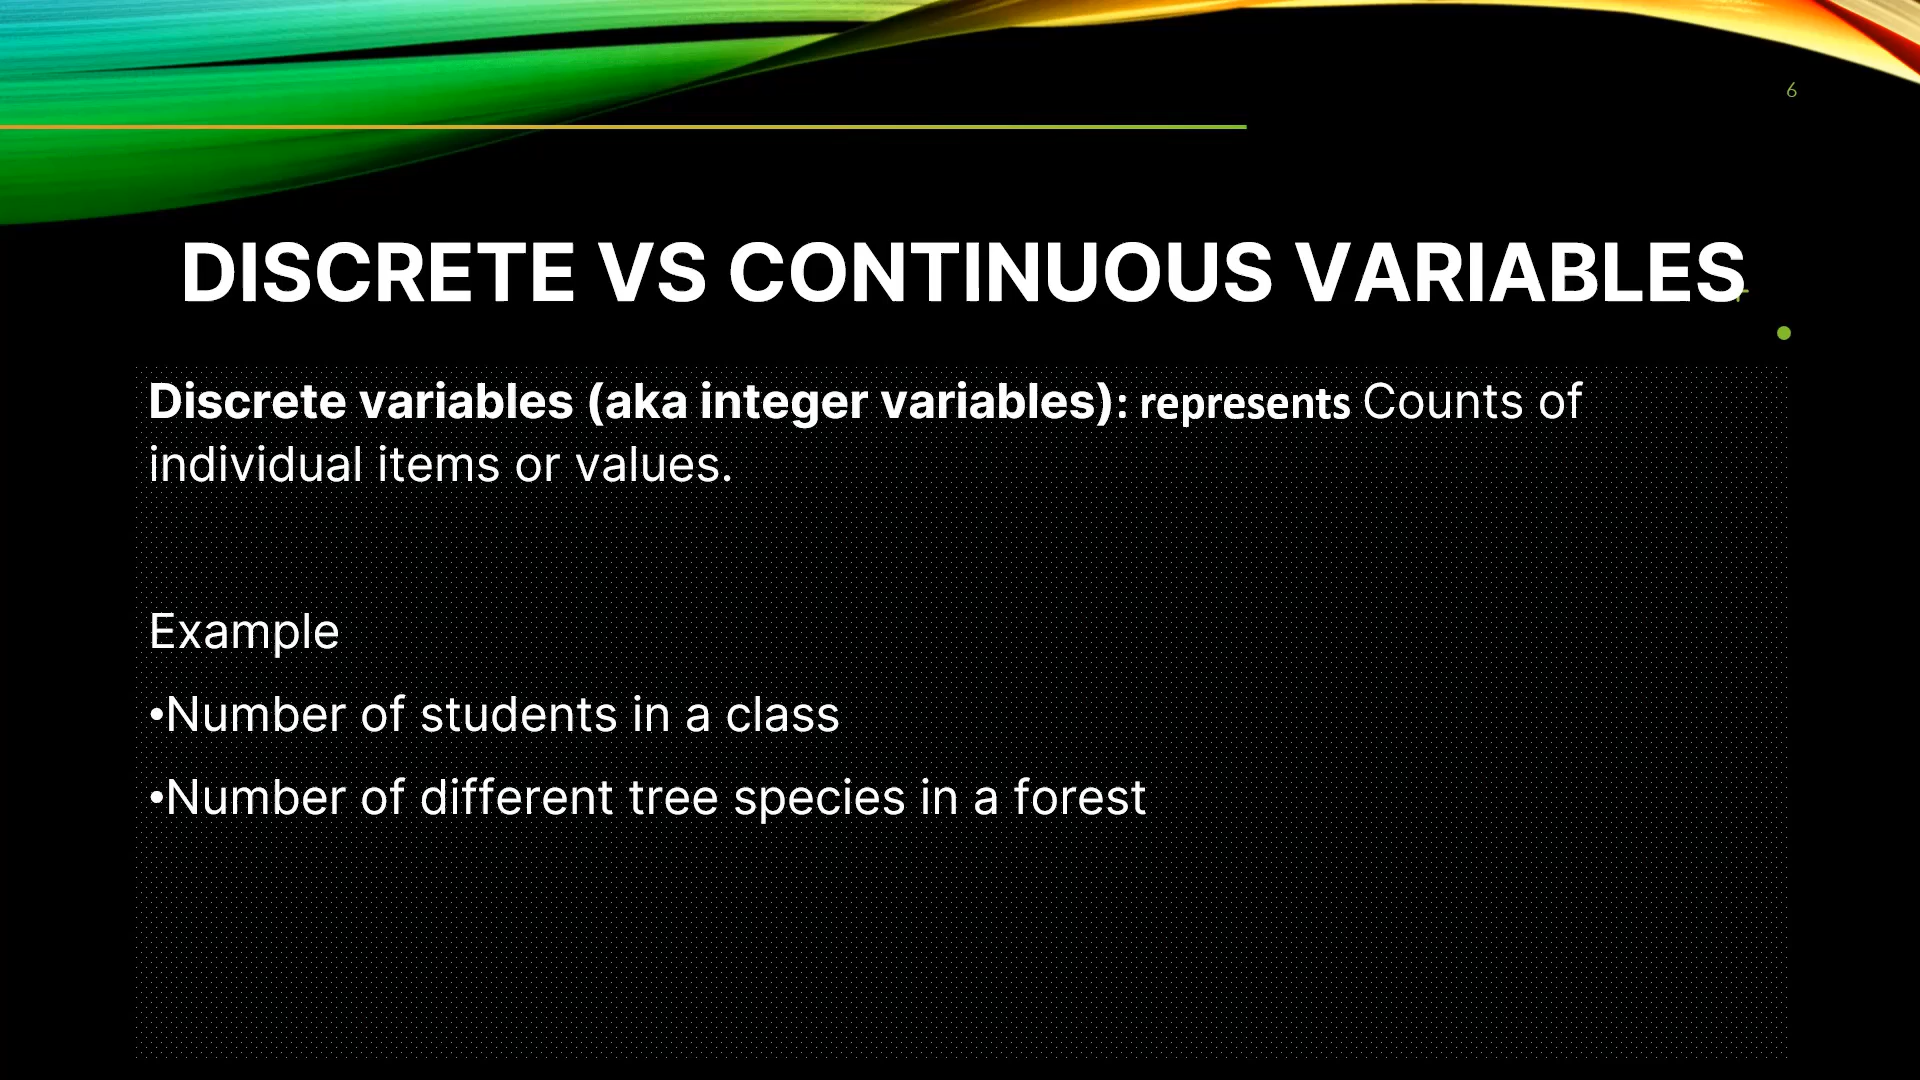 6
DISCRETE VS CONTINUOUS VARIABLES
Discrete variables (aka integer variables): represents Counts of
individual items or values.
Example
•Number of students in a class
•Number of different tree species in a forest